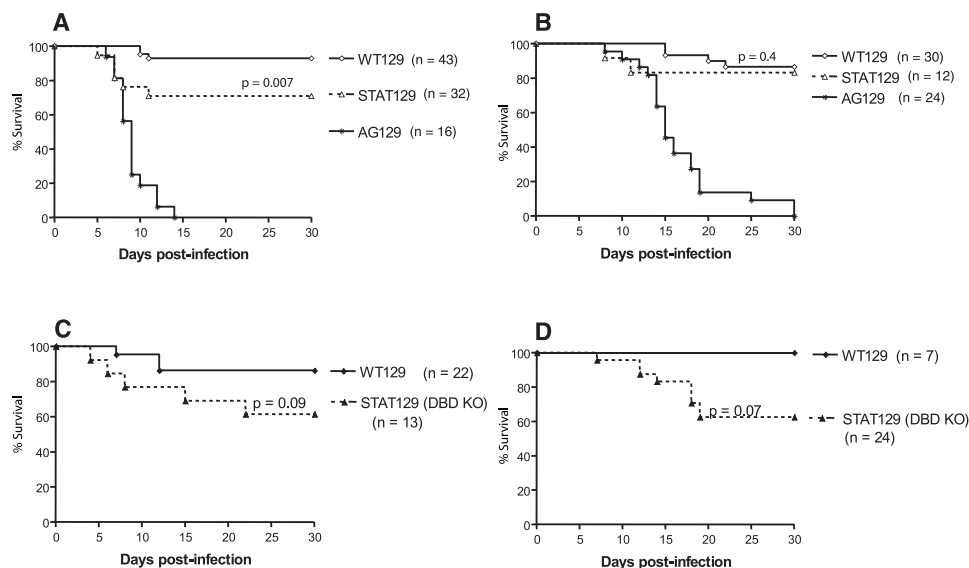 A
100
80
60
40
20
0
% Survival
0 5 10 15 20 25 30
Days post-infection
p = 0.007
WT129 (n = 43)
STAT129 (n = 32)
AG129 (n = 16)
B
100
80
60
40
20
0
% Survival
0 5 10 15 20 25 30
Days post-infection
p = 0.4
WT129 (n = 30)
STAT129 (n = 12)
AG129 (n = 24)
C
100
80
60
40
20
0
% Survival
0 5 10 15 20 25 30
Days post-infection
p = 0.09
WT129 (n = 22)
STAT129 (DBD KO)
(n = 13)
D
100
80
60
40
20
0
% Survival
0 5 10 15 20 25 30
Days post-infection
p = 0.07
WT129 (n = 7)
STAT129 (DBD KO)
(n = 24)